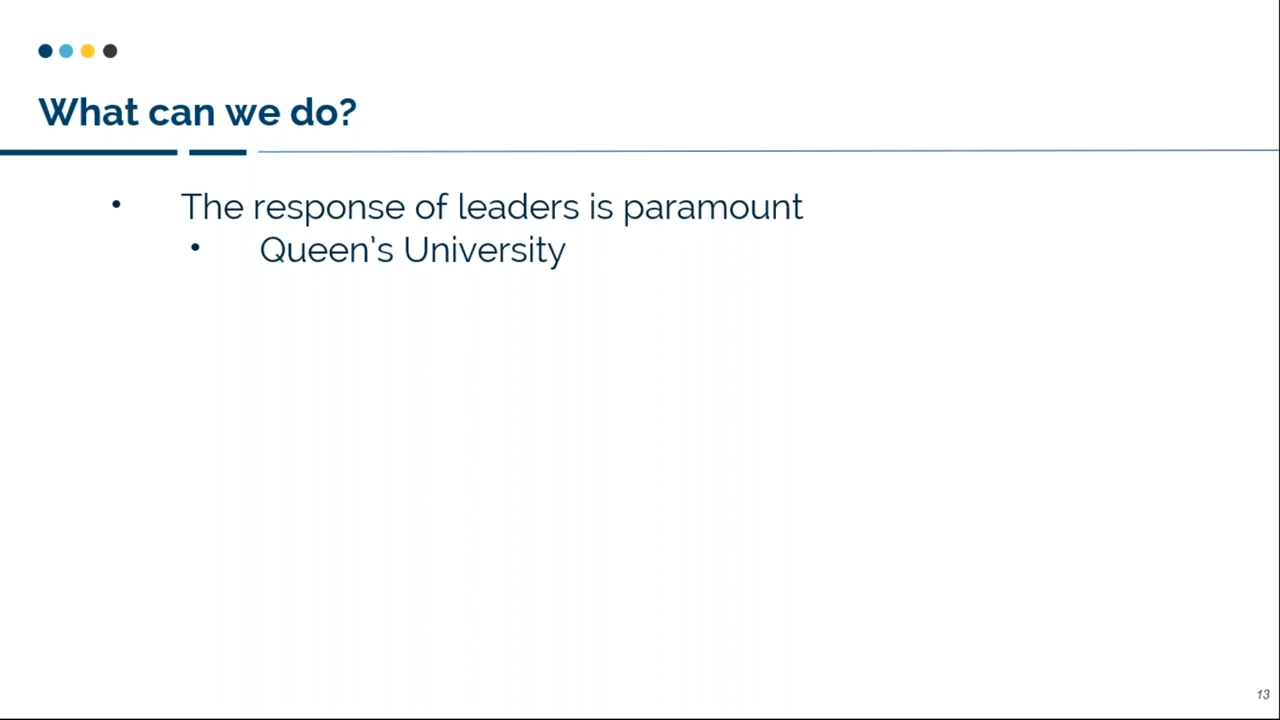 What can we do?
• The response of leaders is paramount
• Queen's University
13